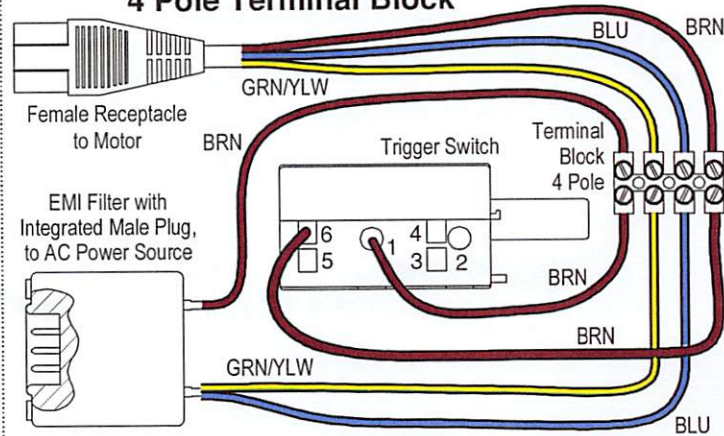 4 Pole Terminal Block
BLU
BRN
GRN/YLW
Female Receptacle
to Motor
BRN
Trigger Switch
Terminal
Block
4 Pole
EMI Filter with
Integrated Male Plug,
to AC Power Source
6
5
1
4
3
2
BRN
BRN
GRN/YLW
BLU